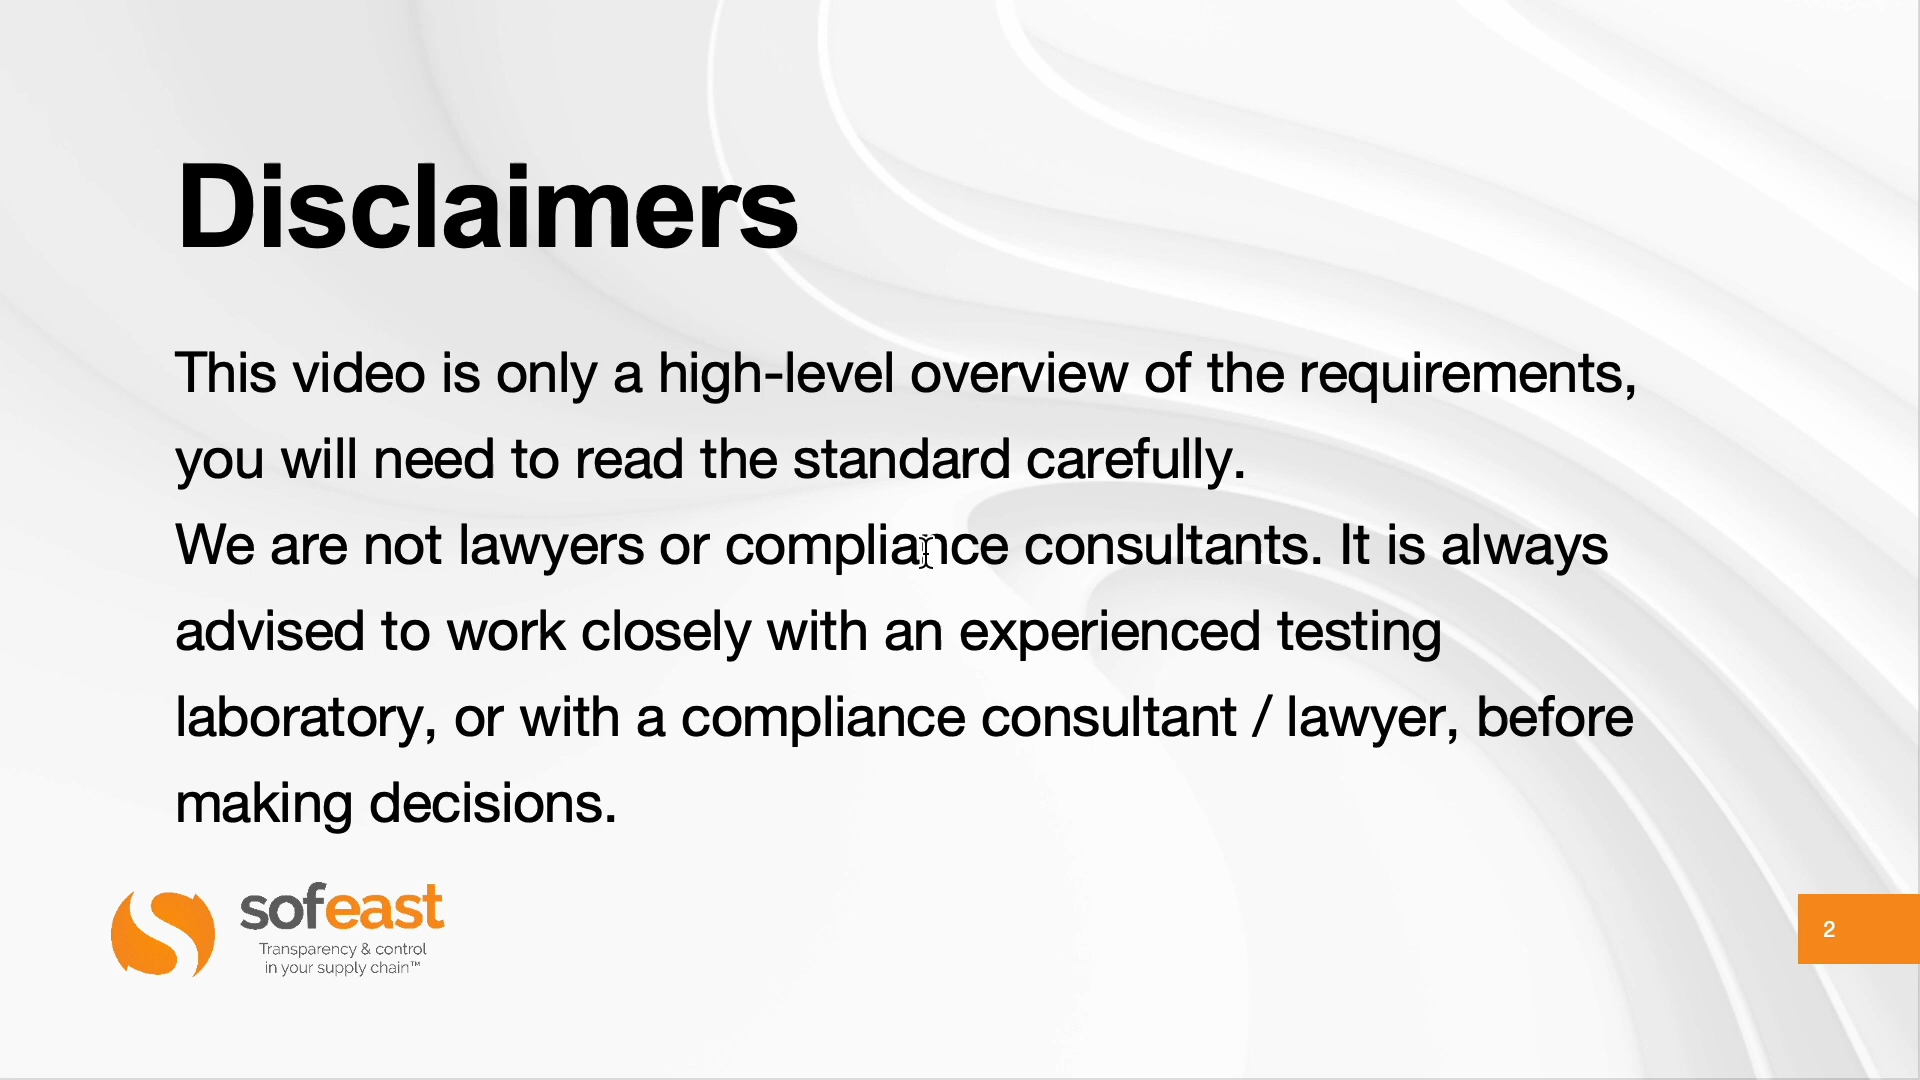 Disclaimers
This video is only a high-level overview of the requirements,
you will need to read the standard carefully.
We are not lawyers or compliance consultants. It is always
advised to work closely with an experienced testing
laboratory, or with a compliance consultant / lawyer, before
making decisions.
sofeast
Transparency & control
in your supply chain™
2